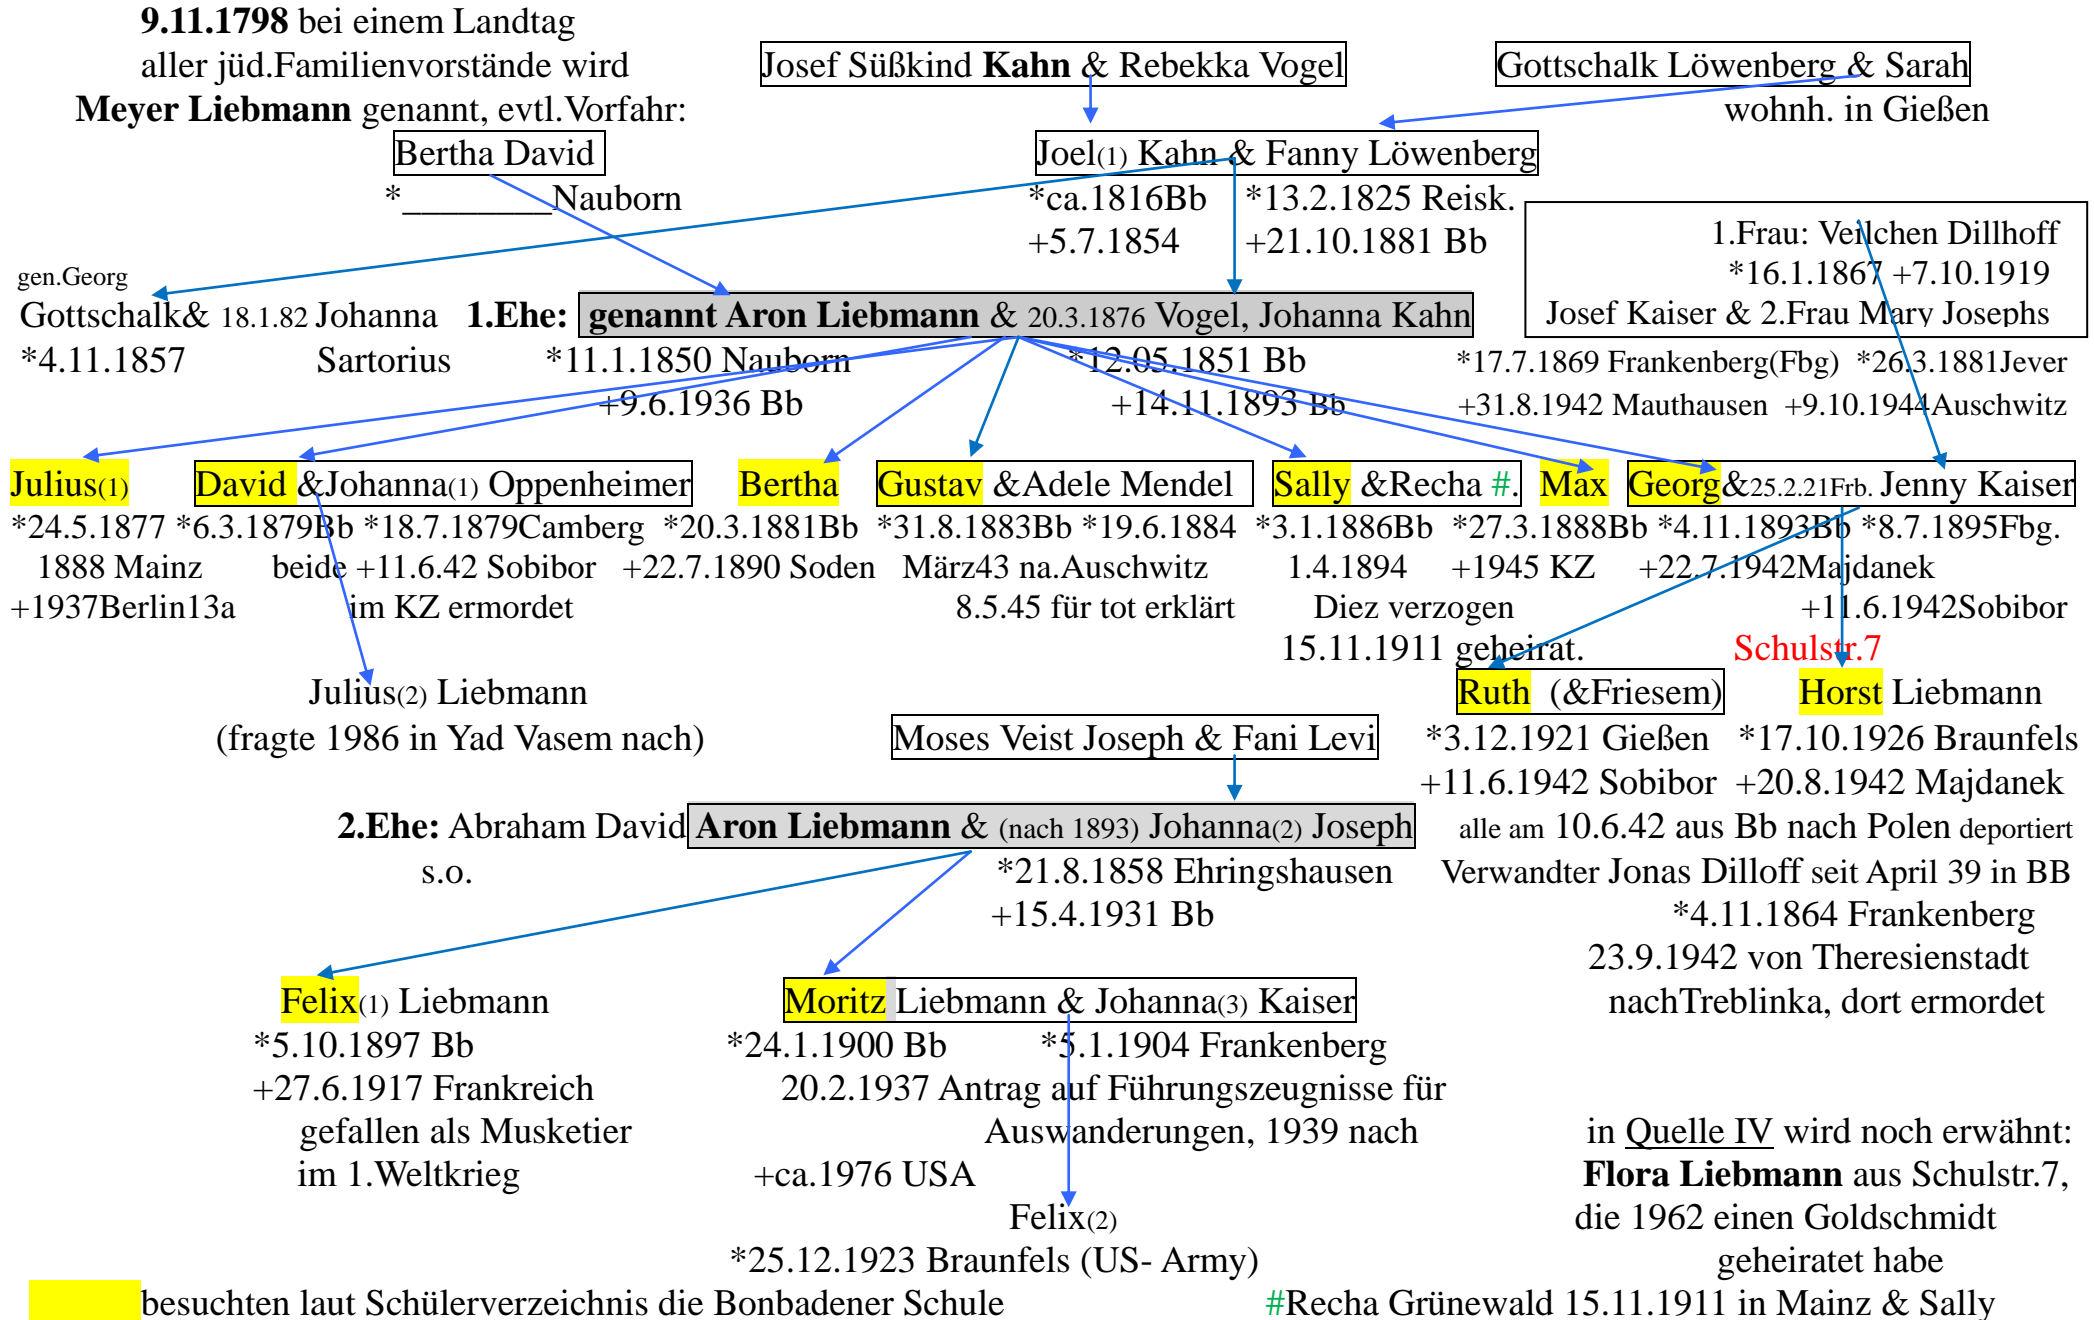 9.11.1798 bei einem Landtag
aller jüd.Familienvorstände wird
Meyer Liebmann genannt, evtl.Vorfahr:
Josef Süßkind Kahn & Rebekka Vogel
Gottschalk Löwenberg & Sarah
wohnh. in Gießen
Bertha David
*________Nauborn
Joel(1) Kahn & Fanny Löwenberg
*ca.1816Bb *13.2.1825 Reisk.
+5.7.1854 +21.10.1881 Bb
1.Frau: Veilchen Dillhoff
*16.1.1867 +7.10.1919
Josef Kaiser & 2.Frau Mary Josephs
*17.7.1869 Frankenberg(Fbg) *26.3.1881Jever
+31.8.1942 Mauthausen +9.10.1944Auschwitz
gen.Georg
Gottschalk& 18.1.82 Johanna
*4.11.1857 Sartorius
1.Ehe: genannt Aron Liebmann & 20.3.1876 Vogel, Johanna Kahn
*11.1.1850 Nauborn *12.05.1851 Bb
+9.6.1936 Bb +14.11.1893 Bb
Julius(1) David &Johanna(1) Oppenheimer Bertha Gustav &Adele Mendel Sally &Recha #. Max Georg&25.2.21Frb. Jenny Kaiser
*24.5.1877 *6.3.1879Bb *18.7.1879Camberg *20.3.1881Bb *31.8.1883Bb *19.6.1884 *3.1.1886Bb *27.3.1888Bb *4.11.1893Bb *8.7.1895Fbg.
1888 Mainz beide +11.6.42 Sobibor +22.7.1890 Soden März43 na.Auschwitz 1.4.1894 +1945 KZ +22.7.1942Majdanek
+1937Berlin13a im KZ ermordet 8.5.45 für tot erklärt Diez verzogen +11.6.1942Sobibor
15.11.1911 geheirat. Schulstr.7
Julius(2) Liebmann
(fragte 1986 in Yad Vasem nach)
Ruth (&Friesem) Horst Liebmann
*3.12.1921 Gießen *17.10.1926 Braunfels
+11.6.1942 Sobibor +20.8.1942 Majdanek
alle am 10.6.42 aus Bb nach Polen deportiert
Verwandter Jonas Dilloff seit April 39 in BB
*4.11.1864 Frankenberg
23.9.1942 von Theresienstadt
nachTreblinka, dort ermordet
Moses Veist Joseph & Fani Levi
2.Ehe: Abraham David Aron Liebmann & (nach 1893) Johanna(2) Joseph
s.o. *21.8.1858 Ehringshausen
+15.4.1931 Bb
Felix(1) Liebmann
*5.10.1897 Bb
+27.6.1917 Frankreich
gefallen als Musketier
im 1.Weltkrieg
Moritz Liebmann & Johanna(3) Kaiser
*24.1.1900 Bb *5.1.1904 Frankenberg
20.2.1937 Antrag auf Führungszeugnisse für
Auswanderungen, 1939 nach
+ca.1976 USA
Felix(2)
*25.12.1923 Braunfels (US- Army)
in Quelle IV wird noch erwähnt:
Flora Liebmann aus Schulstr.7,
die 1962 einen Goldschmidt
geheiratet habe
besuchten laut Schülerverzeichnis die Bonbadener Schule
#Recha Grünewald 15.11.1911 in Mainz & Sally